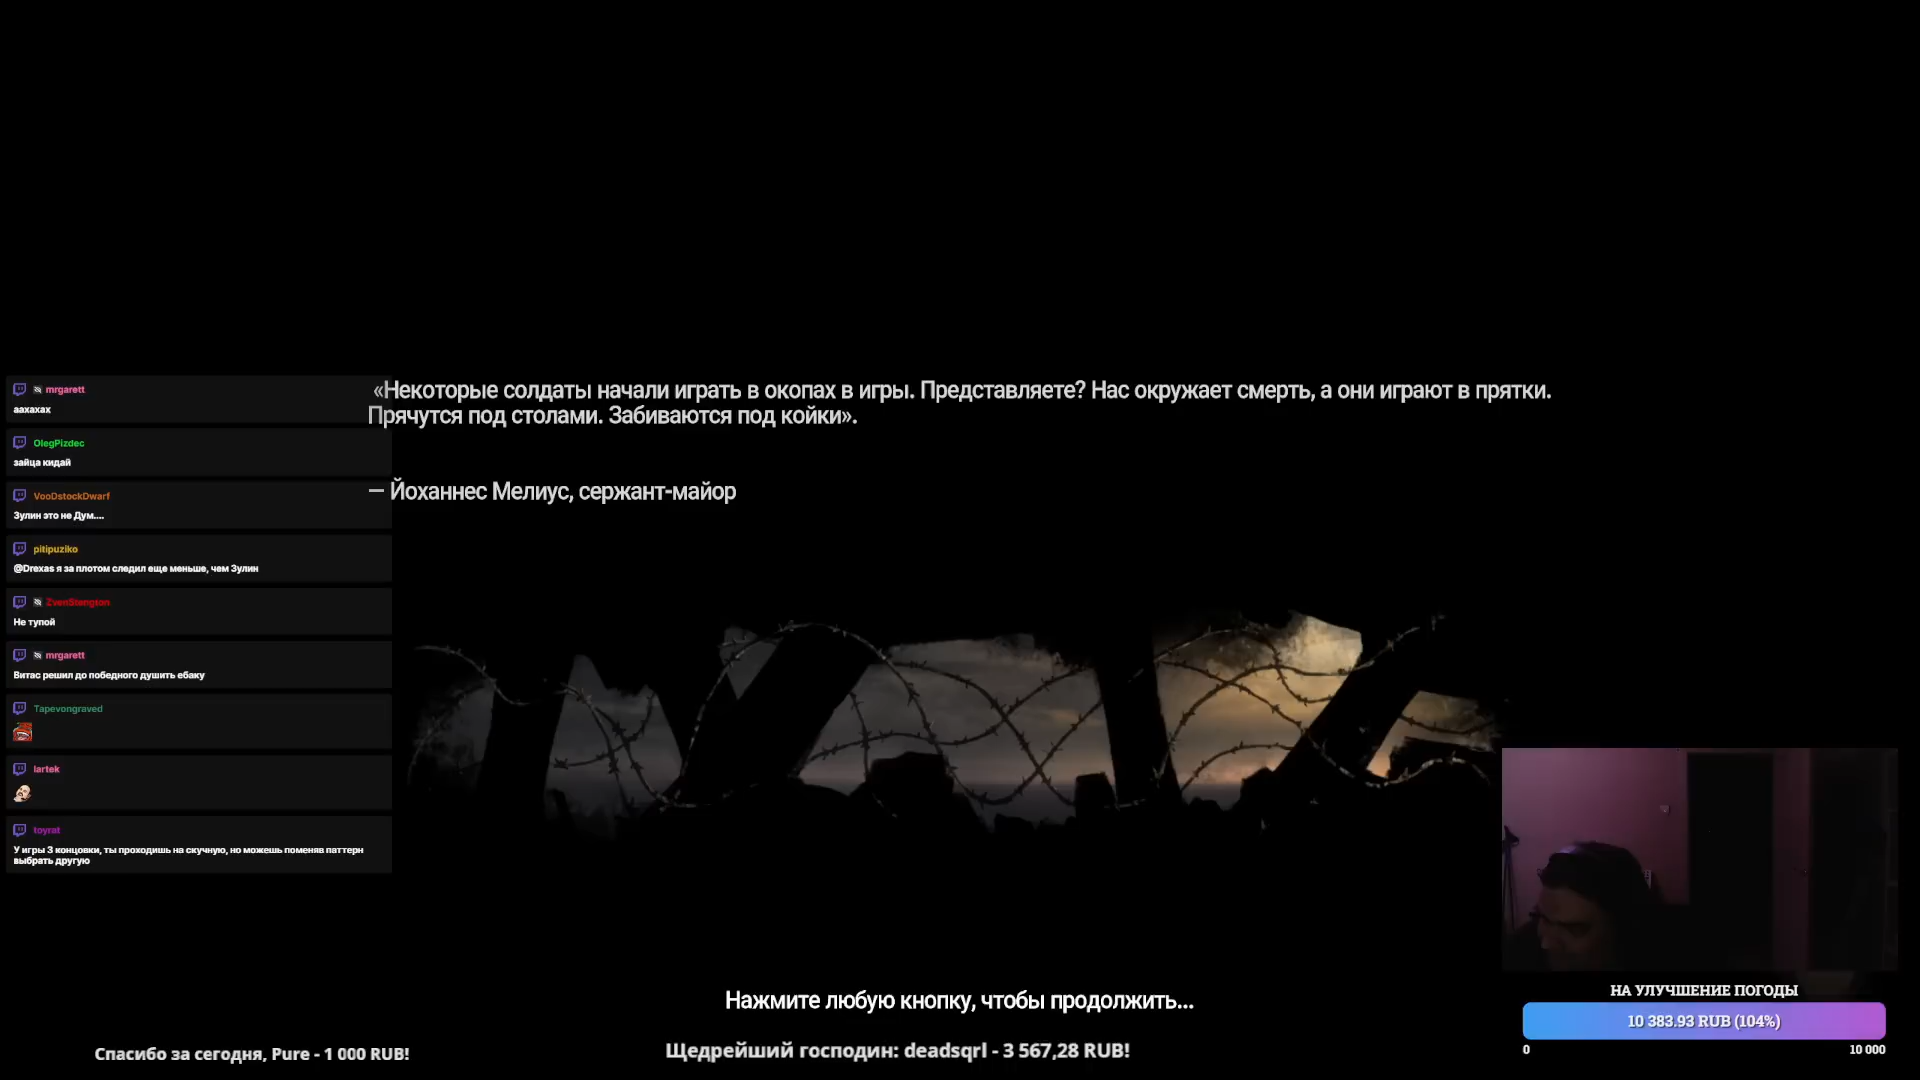 mrgarett
аахахах
OlegPizdec
зайца кидай
VooDstockDwarf
Зулин это не Дум....
pitipuziko
@Drexas я за плотом следил еще меньше, чем Зулин
ZvenStengton
Не тупой
mrgarett
Витас решил до победного душить ебаку
Tapevongraved
lartek
toyrat
У игры 3 концовки, ты проходишь на скучную, но можешь поменяв паттерн
выбрать другую
«Некоторые солдаты начали играть в окопах в игры. Представляете? Нас окружает смерть, а они играют в прятки.
Прячутся под столами. Забиваются под койки».
— Йоханнес Мелиус, сержант-майор
Нажмите любую кнопку, чтобы продолжить...
НА УЛУЧШЕНИЕ ПОГОДЫ
10 383.93 RUB (104%)
0
10 000
Спасибо за сегодня, Pure - 1 000 RUB!
Щедрейший господин: deadsqrl - 3 567,28 RUB!